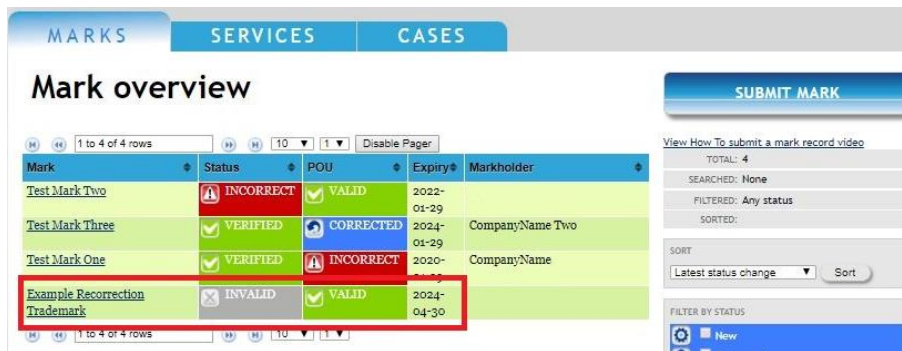 MARKS SERVICES CASES
Mark overview
SUBMIT MARK
1 to 4 of 4 rows 10 1 Disable Pager
View How To submit a mark record video
TOTAL: 4
SEARCHED: None
FILTERED: Any status
SORTED:
Mark Status POU Expiry Markholder
Test Mark Two INCORRECT VALID 2022-
01-29
Test Mark Three VERIFIED CORRECTED 2024- CompanyName Two
01-29
Test Mark One VERIFIED INCORRECT 2020- CompanyName
SORT
Latest status change Sort
Example Recorrection INVALID VALID 2024-
Trademark 04-30
FILTER BY STATUS
1 to 4 of 4 rows 10 1
New